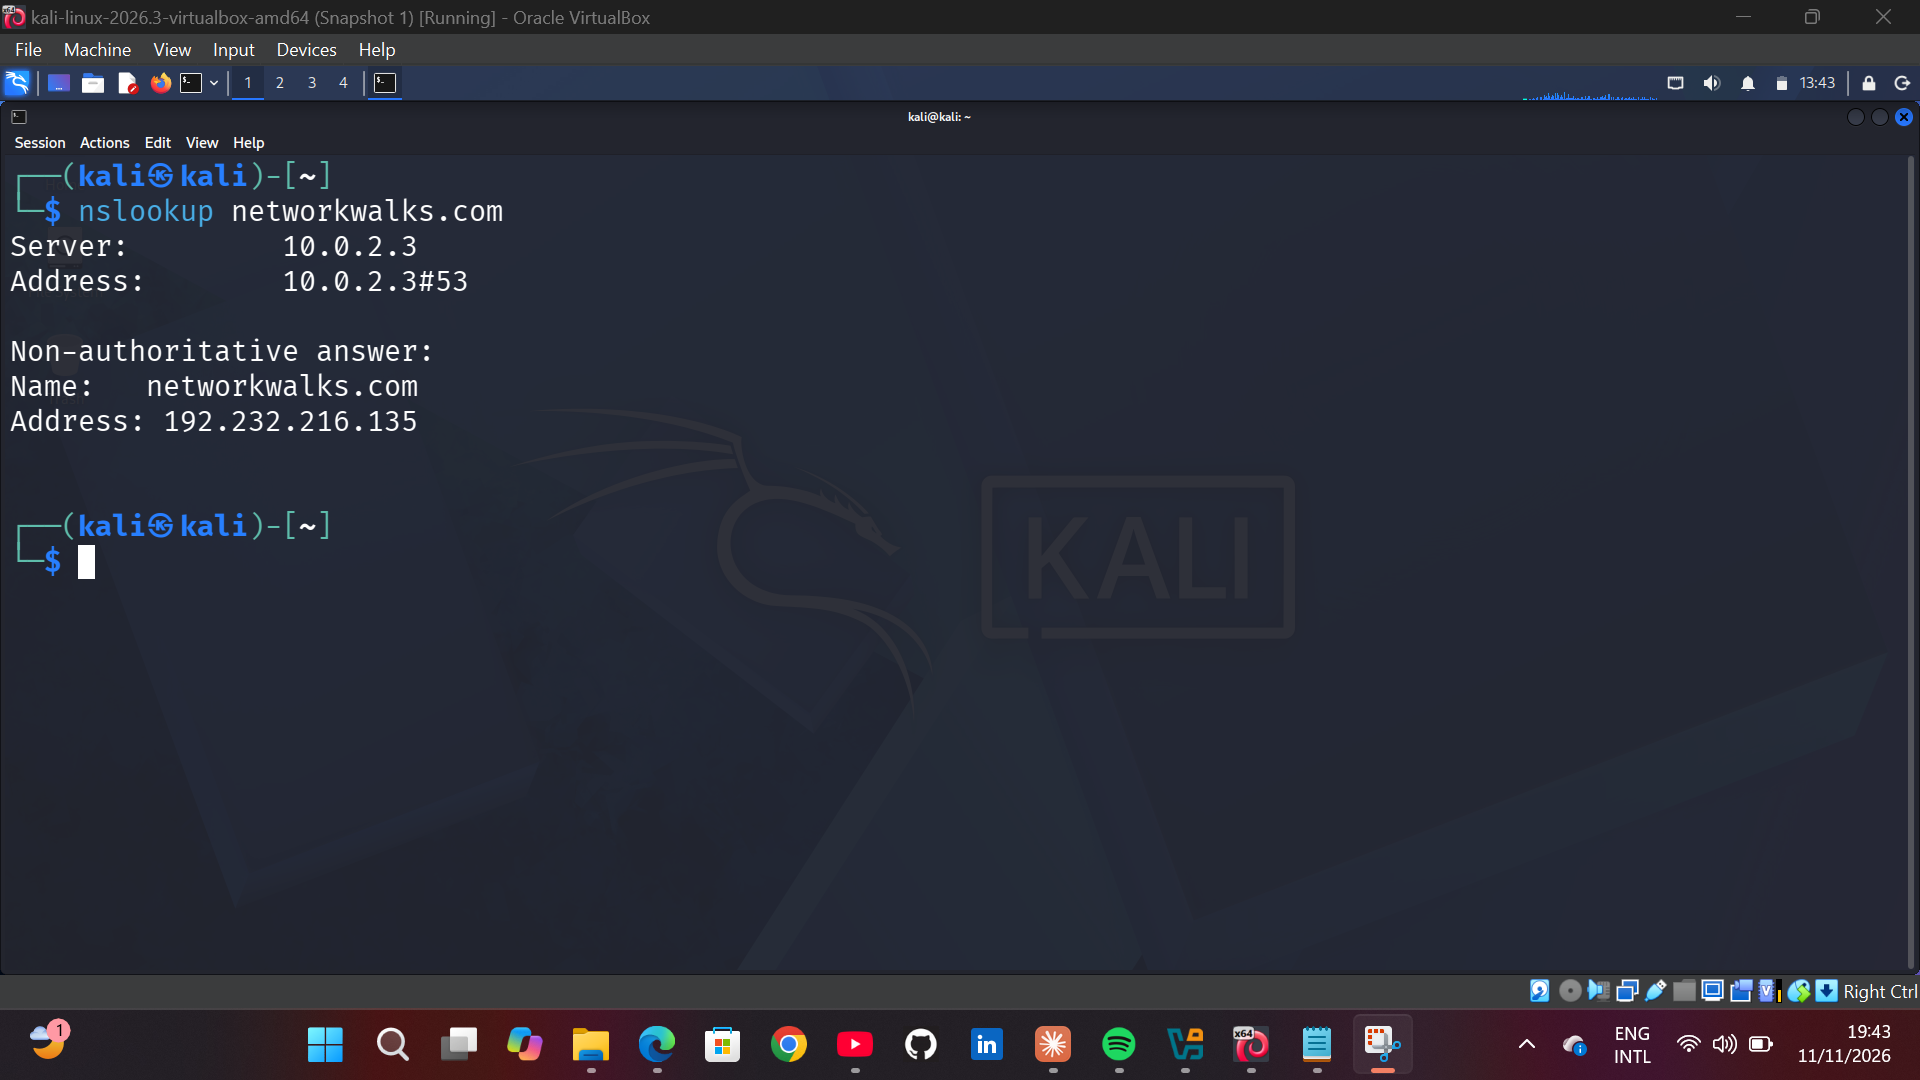 kali-linux-2026.3-virtualbox-amd64 (Snapshot 1) [Running] - Oracle VirtualBox
File Machine View Input Devices Help
1 2 3 4 13:43
kali@kali: ~
Session Actions Edit View Help
┌──(kali㉿kali)-[~]
└─$ nslookup networkwalks.com
Server: 10.0.2.3
Address: 10.0.2.3#53
Non-authoritative answer:
Name: networkwalks.com
Address: 192.232.216.135
┌──(kali㉿kali)-[~]
└─$
KALI
Right Ctrl
1
x64
in
ENG
INTL
19:43
11/11/2026